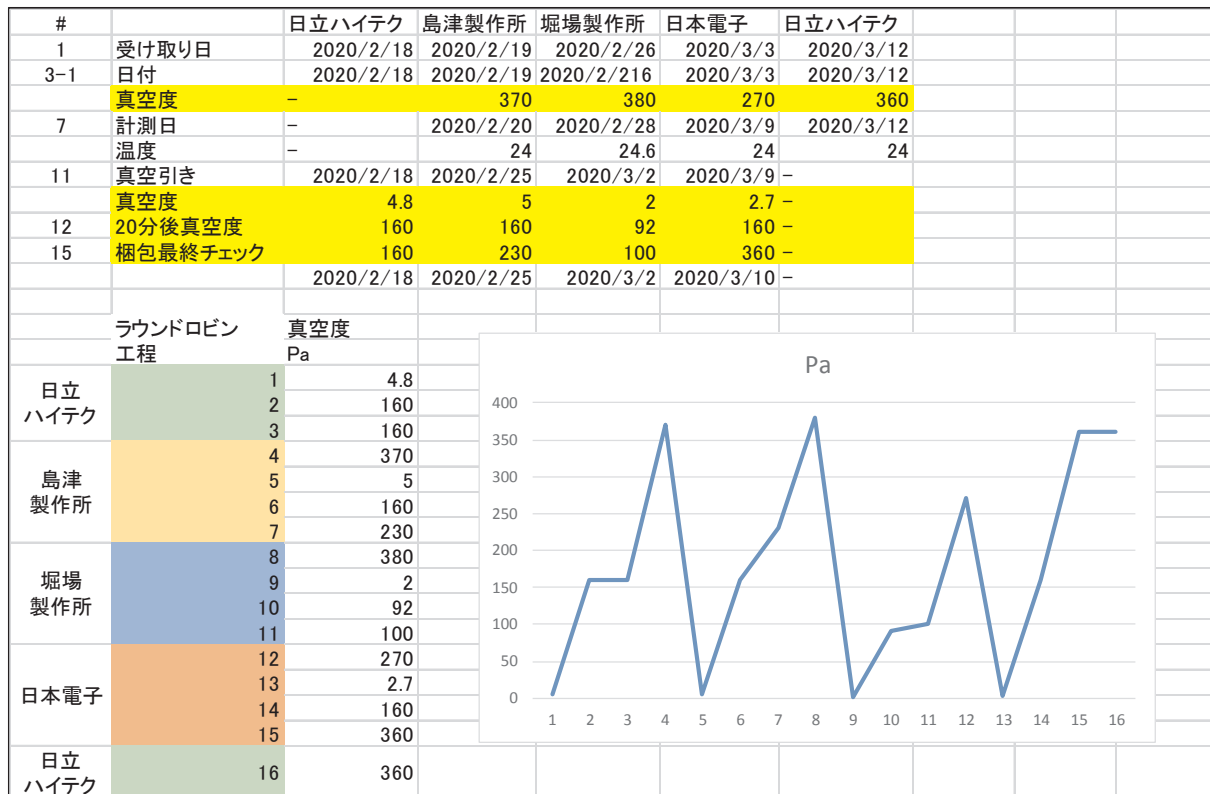 # 日立ハイテク 島津製作所 堀場製作所 日本電子 日立ハイテク
1 受け取り日 2020/2/18 2020/2/19 2020/2/26 2020/3/3 2020/3/12
3-1 日付 2020/2/18 2020/2/19 2020/2/216 2020/3/3 2020/3/12
真空度 - 370 380 270 360
7 計測日 - 2020/2/20 2020/2/28 2020/3/9 2020/3/12
温度 - 24 24.6 24 24
11 真空引き 2020/2/18 2020/2/25 2020/3/2 2020/3/9 -
真空度 4.8 5 2 2.7 -
12 20分後真空度 160 160 92 160 -
15 梱包最終チェック 160 230 100 360 -
2020/2/18 2020/2/25 2020/3/2 2020/3/10 -
ラウンドロビン 真空度
工程 Pa
日立
ハイテク
1 4.8
2 160
3 160
島津
製作所
4 370
5 5
6 160
7 230
堀場
製作所
8 380
9 2
10 92
11 100
日本電子
12 270
13 2.7
14 160
15 360
日立
ハイテク
16 360
Pa
400
350
300
250
200
150
100
50
0
1 2 3 4 5 6 7 8 9 10 11 12 13 14 15 16